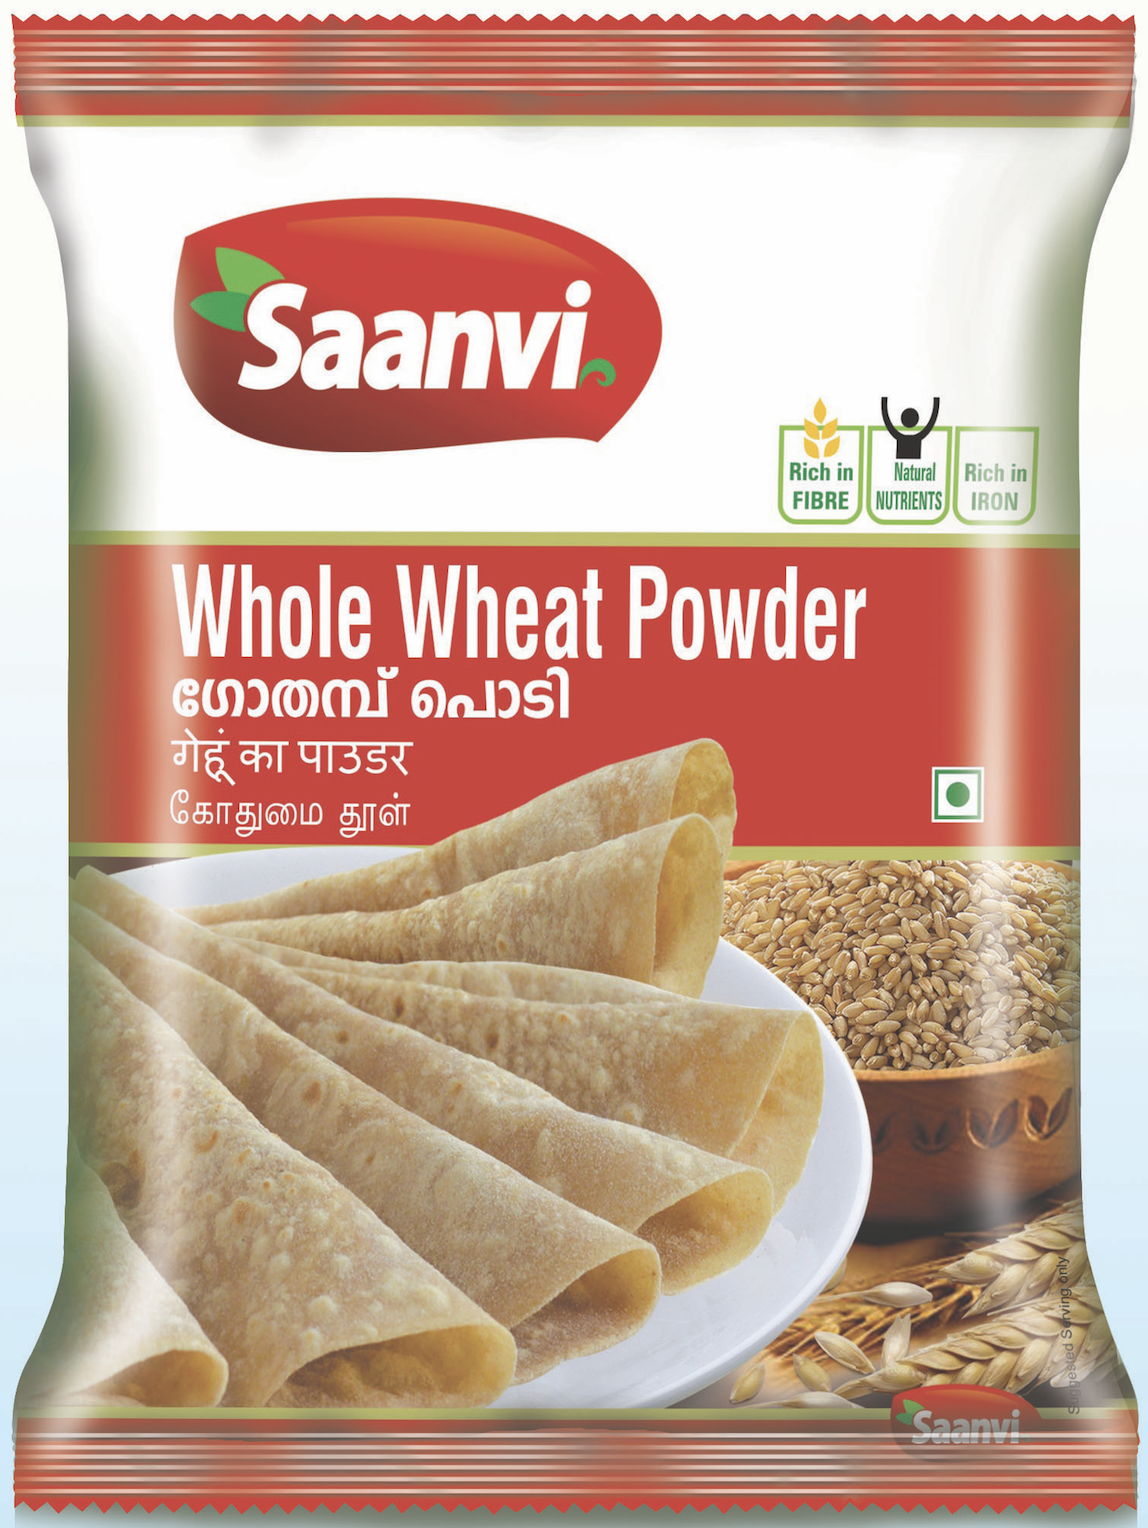 Saanvi
Rich in
FIBRE
Natural
NUTRIENTS
Rich in
IRON
Whole Wheat Powder
ഗോതമ്പ് പൊടി
गेहूं का पाउडर
கோதுமை தூள்
Suggested Serving only
Saanvi